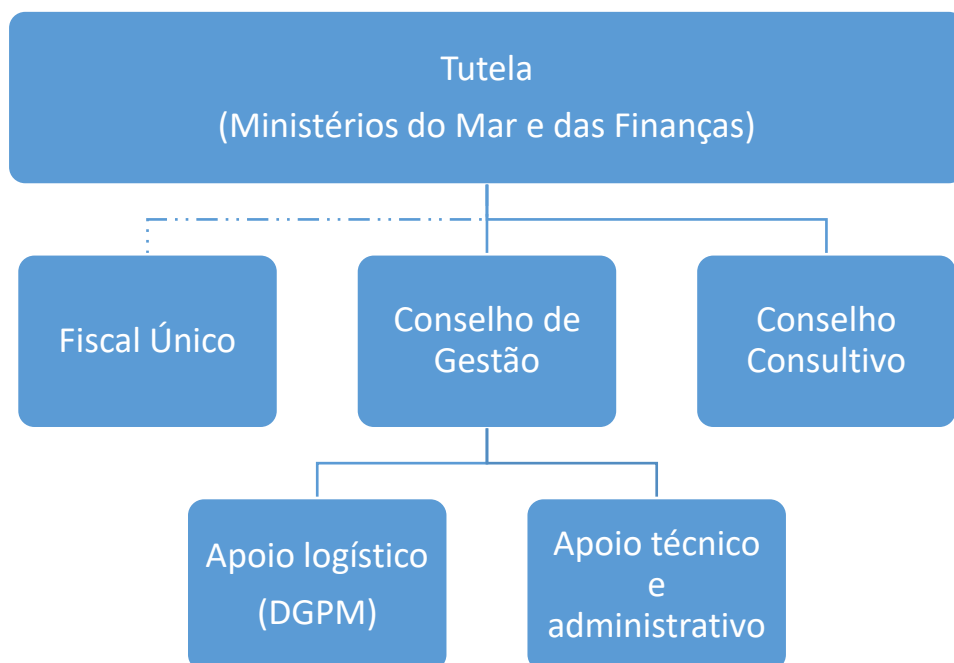 Tutela
(Ministérios do Mar e das Finanças)
Fiscal Único
Conselho de
Gestão
Conselho
Consultivo
Apoio logístico
(DGPM)
Apoio técnico
e
administrativo